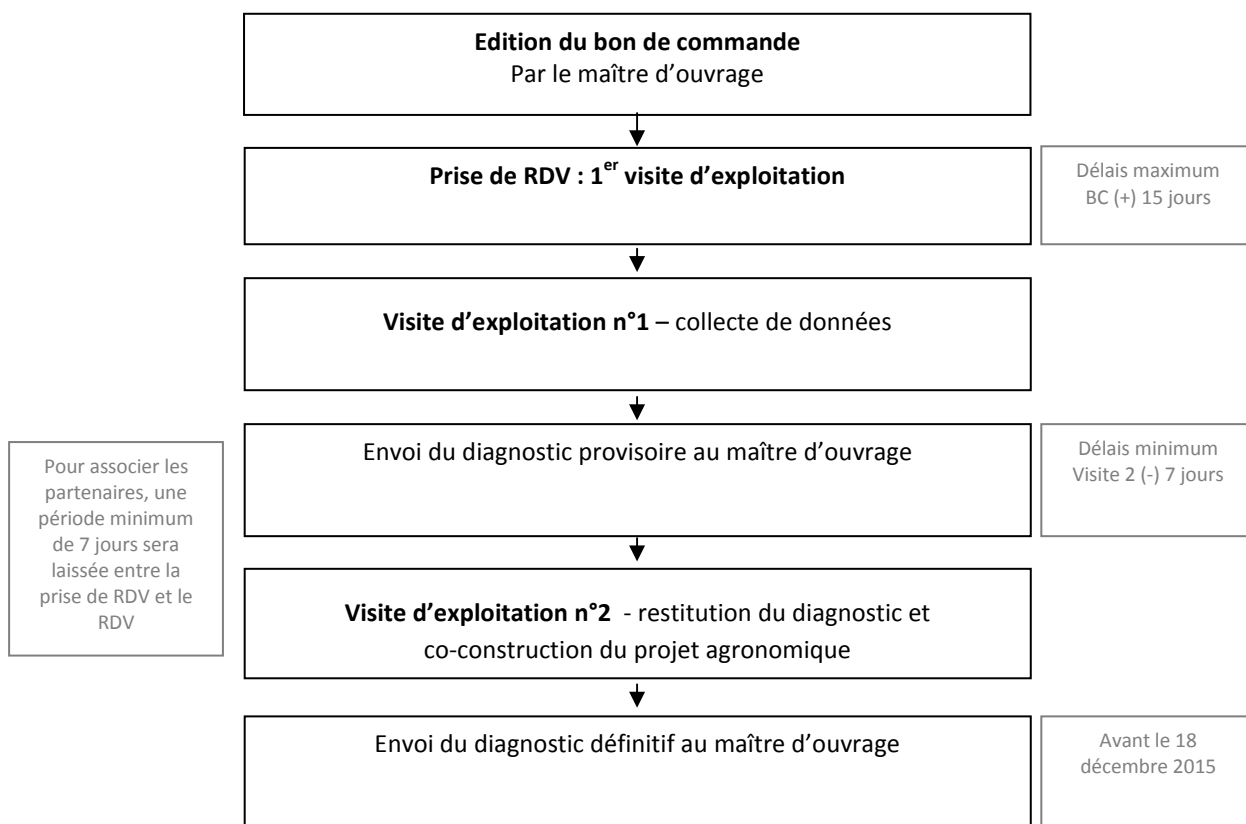 Edition du bon de commande
Par le maître d’ouvrage
Prise de RDV : 1er visite d’exploitation
Délais maximum
BC (+) 15 jours
Visite d’exploitation n°1 – collecte de données
Envoi du diagnostic provisoire au maître d’ouvrage
Délais minimum
Visite 2 (-) 7 jours
Pour associer les
partenaires, une
période minimum
de 7 jours sera
laissée entre la
prise de RDV et le
RDV
Visite d’exploitation n°2 - restitution du diagnostic et
co-construction du projet agronomique
Envoi du diagnostic définitif au maître d’ouvrage
Avant le 18
décembre 2015